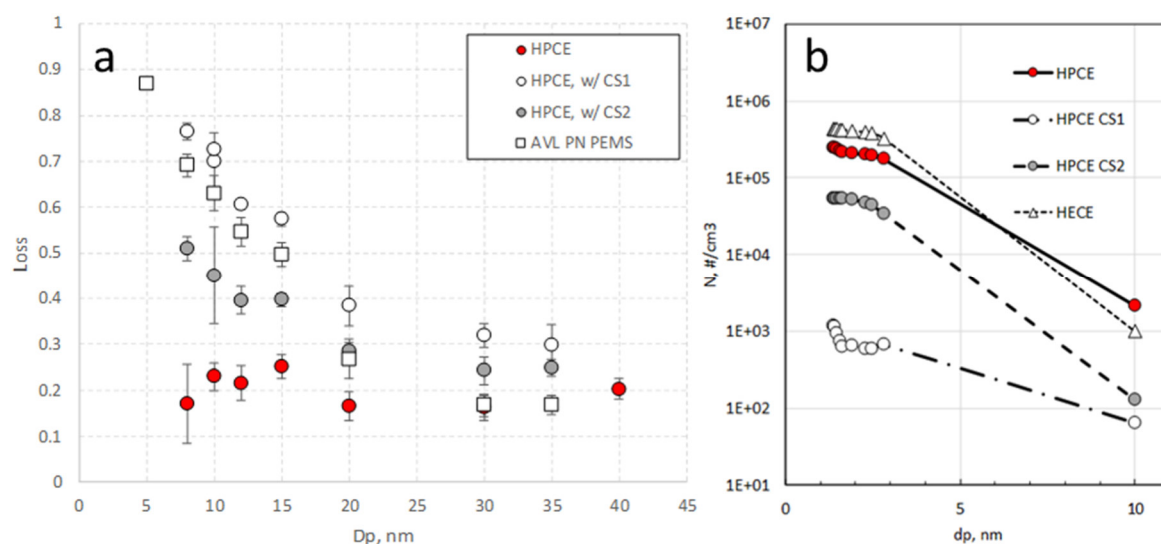 a
Loss
1
0.9
0.8
0.7
0.6
0.5
0.4
0.3
0.2
0.1
0
0 5 10 15 20 25 30 35 40 45
Dp, nm
HPCE
HPCE, w/ CS1
HPCE, w/ CS2
AVL PN PEMS
b
N, #/cm3
1E+07
1E+06
1E+05
1E+04
1E+03
1E+02
1E+01
0 5 10
dp, nm
HPCE
HPCE CS1
HPCE CS2
HECE